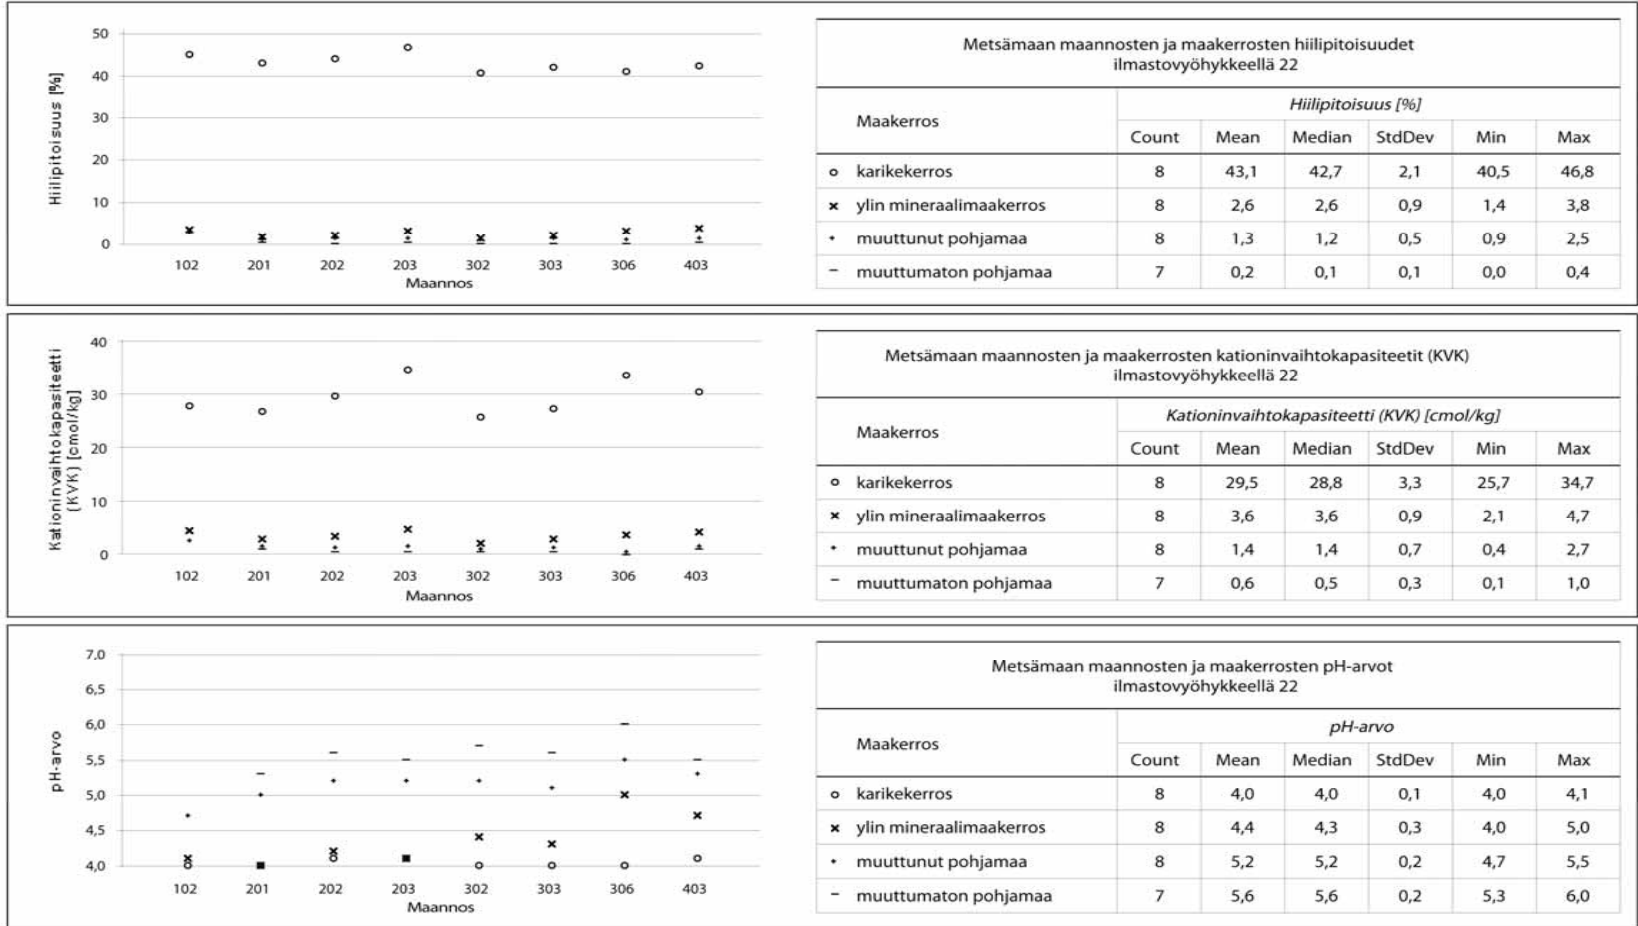 50
40
30
20
10
0
Hiilipitoisuus [%]
102 201 202 203 302 303 306 403
Maannos
Metsämaan maannosten ja maakerrosten hiilipitoisuudet
ilmastovyöhykkeellä 22
Maakerros
Hiilipitoisuus [%]
Count Mean Median StdDev Min Max
karikekerros 8 43,1 42,7 2,1 40,5 46,8
ylin mineraalimaakerros 8 2,6 2,6 0,9 1,4 3,8
muuttunut pohjamaa 8 1,3 1,2 0,5 0,9 2,5
muuttumaton pohjamaa 7 0,2 0,1 0,1 0,0 0,4
40
30
20
10
0
Kationinvaihtokapasiteetti
(KVK) [cmol/kg]
102 201 202 203 302 303 306 403
Maannos
Metsämaan maannosten ja maakerrosten kationinvaihtokapasiteetit (KVK)
ilmastovyöhykkeellä 22
Maakerros
Kationinvaihtokapasiteetti (KVK) [cmol/kg]
Count Mean Median StdDev Min Max
karikekerros 8 29,5 28,8 3,3 25,7 34,7
ylin mineraalimaakerros 8 3,6 3,6 0,9 2,1 4,7
muuttunut pohjamaa 8 1,4 1,4 0,7 0,4 2,7
muuttumaton pohjamaa 7 0,6 0,5 0,3 0,1 1,0
7,0
6,5
6,0
5,5
5,0
4,5
4,0
pH-arvo
102 201 202 203 302 303 306 403
Maannos
Metsämaan maannosten ja maakerrosten pH-arvot
ilmastovyöhykkeellä 22
Maakerros
pH-arvo
Count Mean Median StdDev Min Max
karikekerros 8 4,0 4,0 0,1 4,0 4,1
ylin mineraalimaakerros 8 4,4 4,3 0,3 4,0 5,0
muuttunut pohjamaa 8 5,2 5,2 0,2 4,7 5,5
muuttumaton pohjamaa 7 5,6 5,6 0,2 5,3 6,0